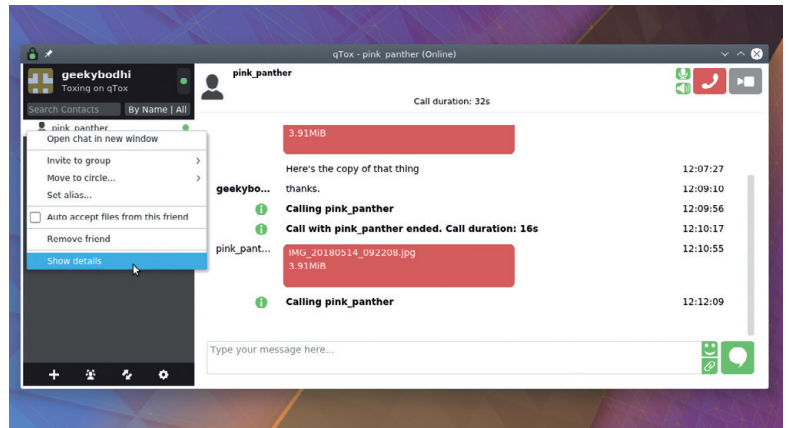 qTox - pink_panther (Online)
geekybodhi
Toxing on qTox
Search Contacts
By Name | All
pink_panther
Open chat in new window
Invite to group
Move to circle...
Set alias...
Auto accept files from this friend
Remove friend
Show details
pink_panther
Call duration: 32s
3.91MiB
Here's the copy of that thing 12:07:27
geekybo... thanks. 12:09:10
Calling pink_panther 12:09:56
Call with pink_panther ended. Call duration: 16s 12:10:17
pink_pant... IMG_20180514_092208.jpg 12:10:55
3.91MiB
Calling pink_panther 12:12:09
Type your message here...